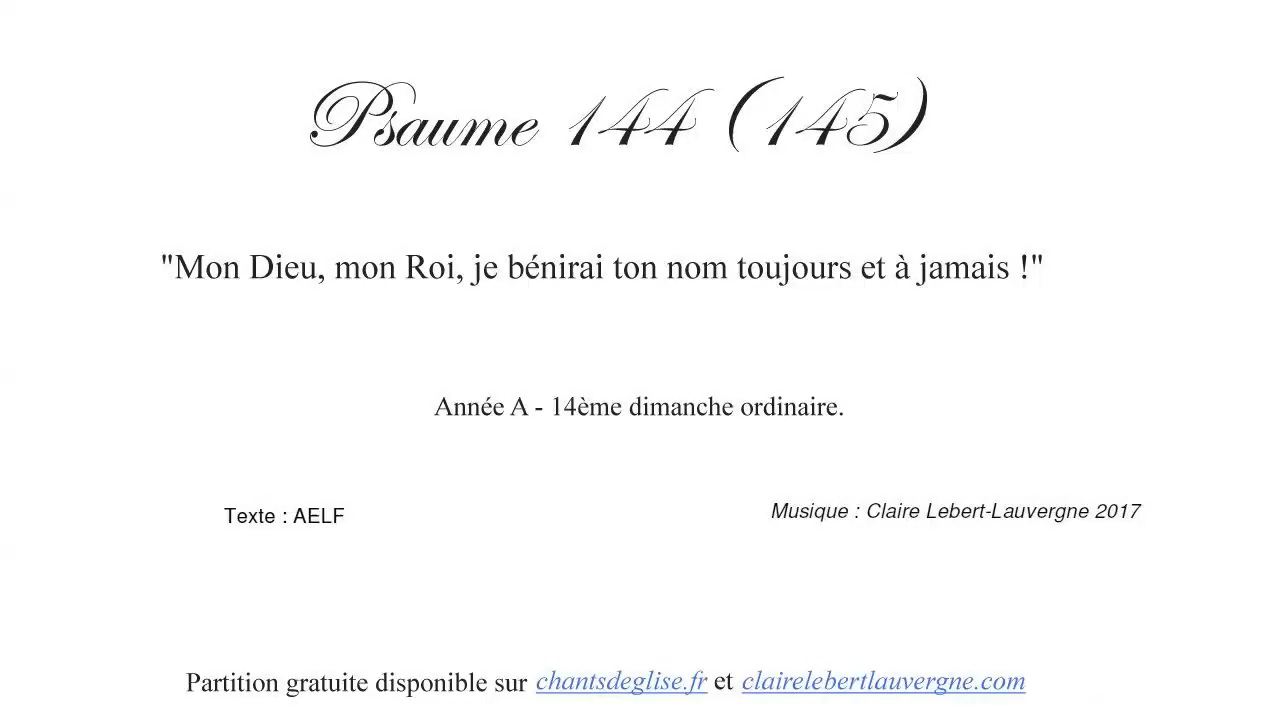 Psaume 144 (145)
"Mon Dieu, mon Roi, je bénirai ton nom toujours et à jamais !"
Année A - 14ème dimanche ordinaire.
Texte : AELF
Musique : Claire Lebert-Lauvergne 2017
Partition gratuite disponible sur chantsdeglise.fr et clairelebertlauvergne.com